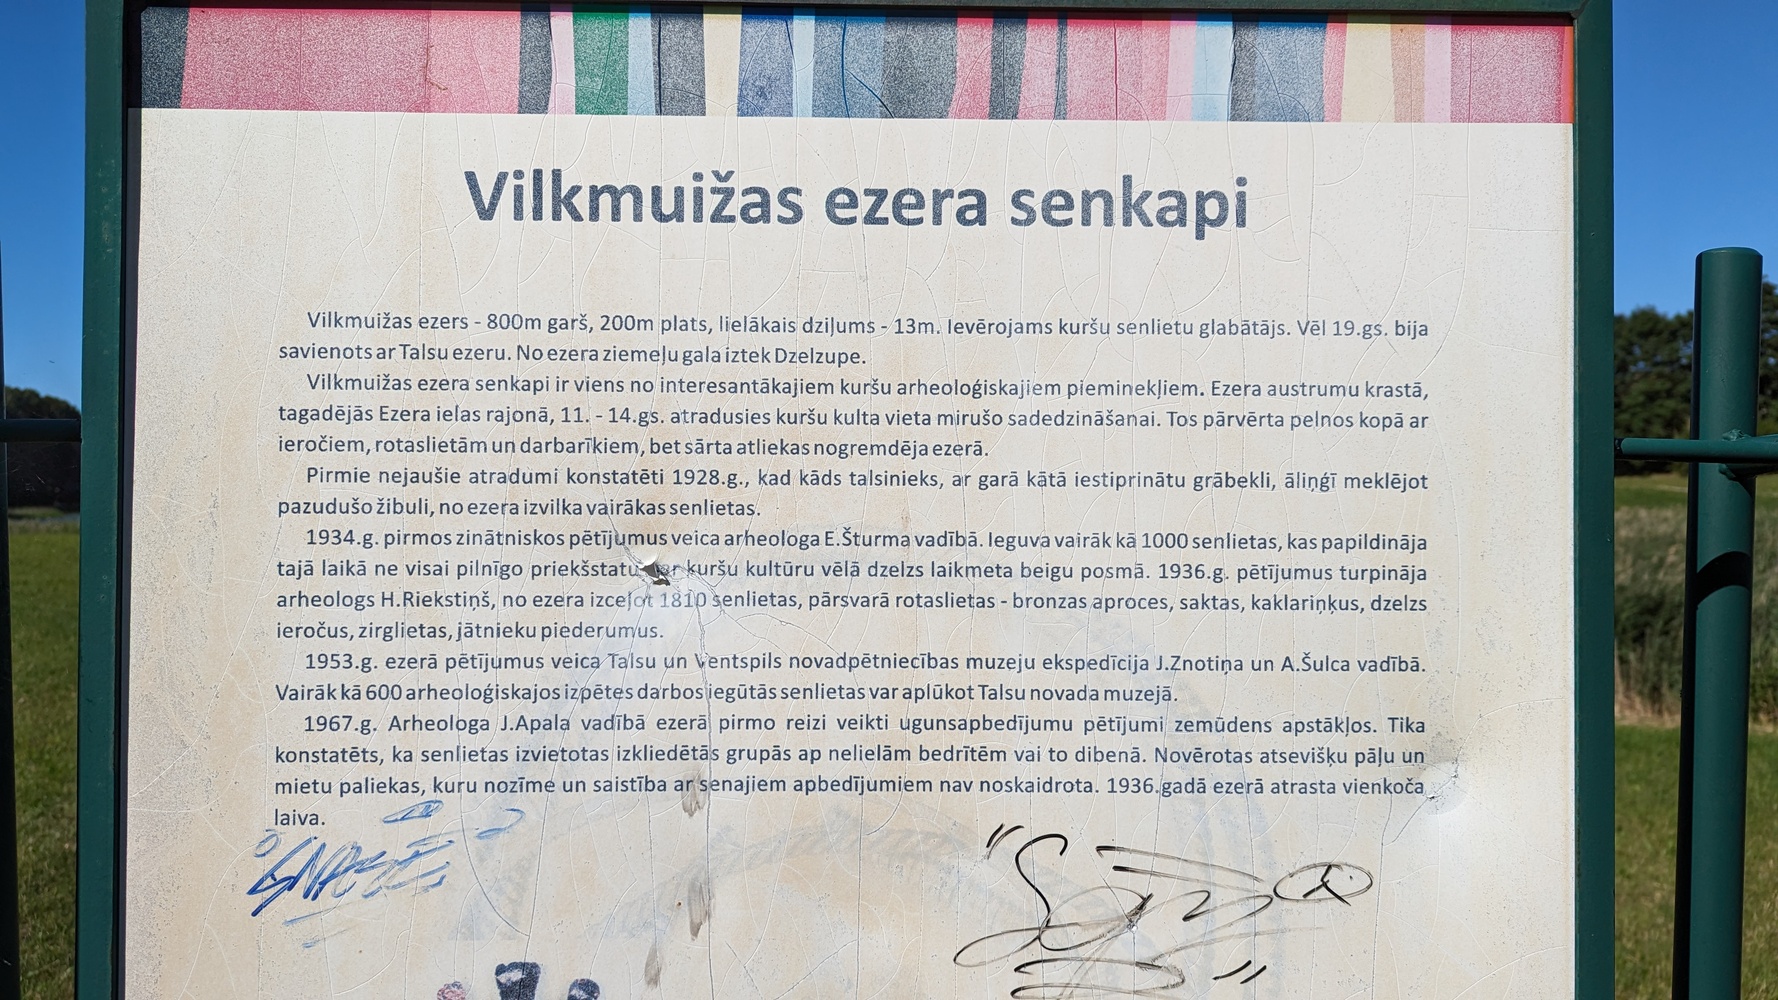 Vilkmuižas ezera senkapi
Vilkmuižas ezers - 800m garš, 200m plats, lielākais dziļums - 13m. Ievērojams kuršu senlietu glabātājs. Vēl 19.gs. bija
savienots ar Talsu ezeru. No ezera ziemeļu gala iztek Dzelzupe.
Vilkmuižas ezera senkapi ir viens no interesantākajiem kuršu arheoloģiskajiem pieminekļiem. Ezera austrumu krastā,
tagadējās Ezera ielas rajonā, 11. - 14.gs. atradusies kuršu kulta vieta mirušo sadedzināšanai. Tos pārvērta pelnos kopā ar
ieročiem, rotaslietām un darbarīkiem, bet sārta atliekas nogremdēja ezerā.
Pirmie nejaušie atradumi konstatēti 1928.g., kad kāds talsinieks, ar garā kātā iestiprinātu grābekli, āliņģī meklējot
pazudušo žibuli, no ezera izvilka vairākas senlietas.
1934.g. pirmos zinātniskos pētījumus veica arheologa E.Šturma vadībā. Ieguva vairāk kā 1000 senlietas, kas papildināja
tajā laikā ne visai pilnīgo priekšstatu kuršu kultūru vēlā dzelzs laikmeta beigu posmā. 1936.g. pētījumus turpināja
arheologs H.Riekstiņš, no ezera izceļot 1810 senlietas, pārsvarā rotaslietas - bronzas aproces, saktas, kaklariņķus, dzelzs
ieročus, zirglietas, jātnieku piederumus.
1953.g. ezerā pētījumus veica Talsu un Ventspils novadpētniecības muzeju ekspedīcija J.Znotiņa un A.Šulca vadībā.
Vairāk kā 600 arheoloģiskajos izpētes darbos iegūtās senlietas var aplūkot Talsu novada muzejā.
1967.g. Arheologa J.Apala vadībā ezerā pirmo reizi veikti ugunsapbedījumu pētījumi zemūdens apstākļos. Tika
konstatēts, ka senlietas izvietotas izkliedētās grupās ap nelielām bedrītēm vai to dibenā. Novērotas atsevišķu pāļu un
mietu paliekas, kuru nozīme un saistība ar senajiem apbedījumiem nav noskaidrota. 1936.gadā ezerā atrasta vienkoča
laiva.